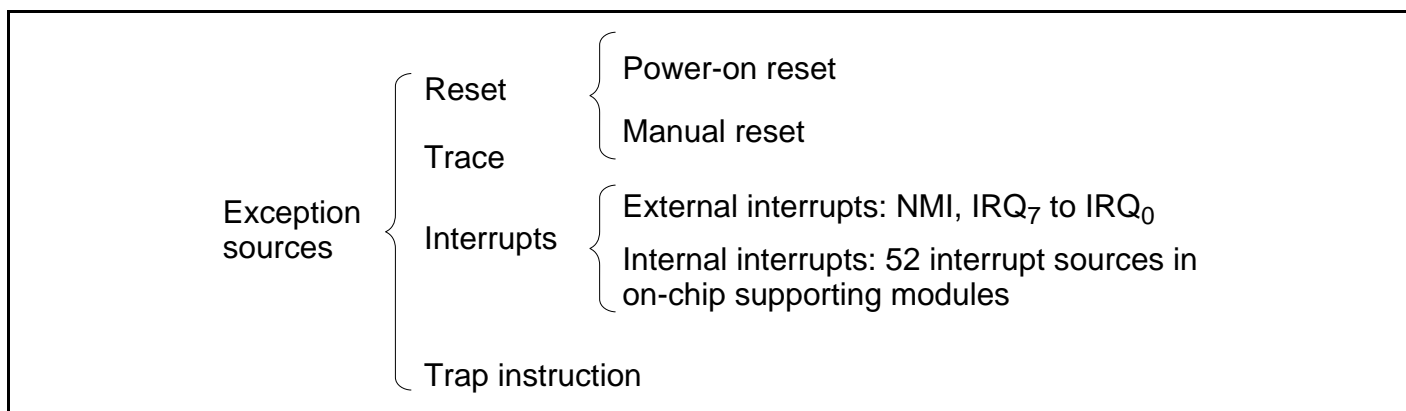 Exception
sources
Reset
Power-on reset
Manual reset
Trace
Interrupts
External interrupts: NMI, IRQ7 to IRQ0
Internal interrupts: 52 interrupt sources in
on-chip supporting modules
Trap instruction